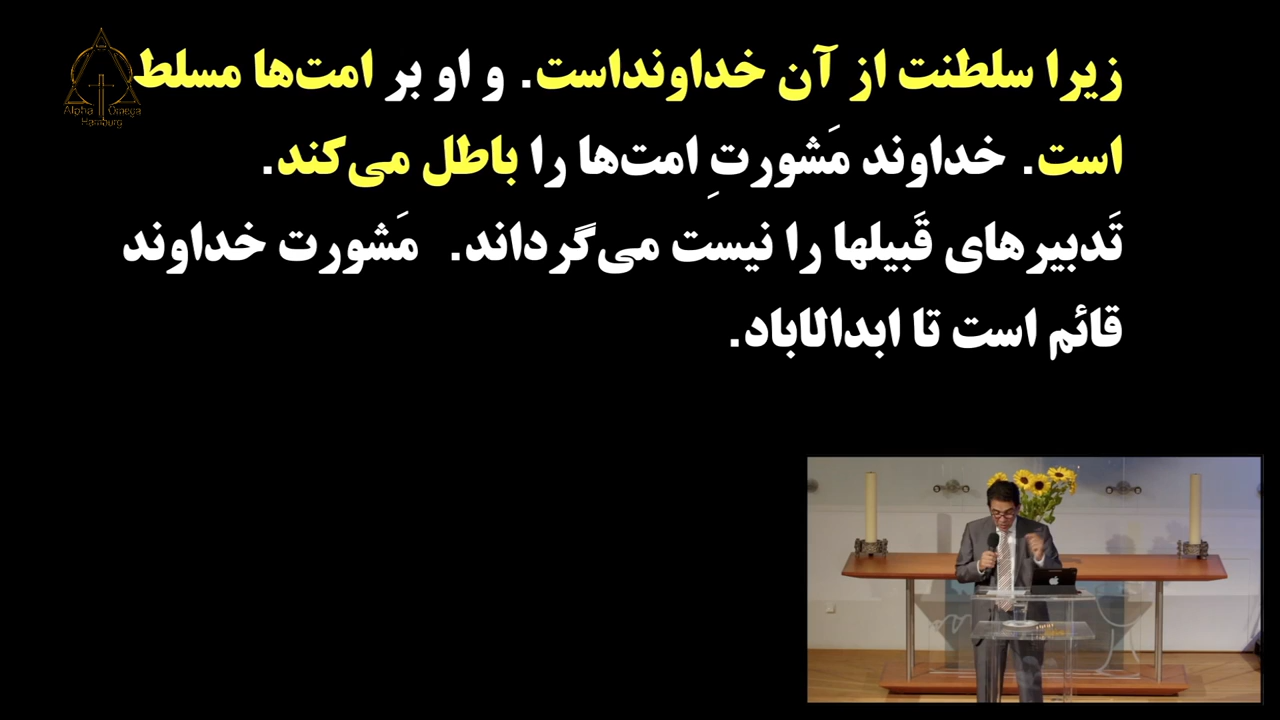 زیرا سلطنت از آن خداونداست. و او بر امت‌ها مسلط
است. خداوند مَشورتِ امت‌ها را باطل می‌کند.
تَدبیرهای قَبیلها را نیست می‌گرداند. مَشورت خداوند
قائم است تا ابدالاباد.
Alpha Omega
Hamburg